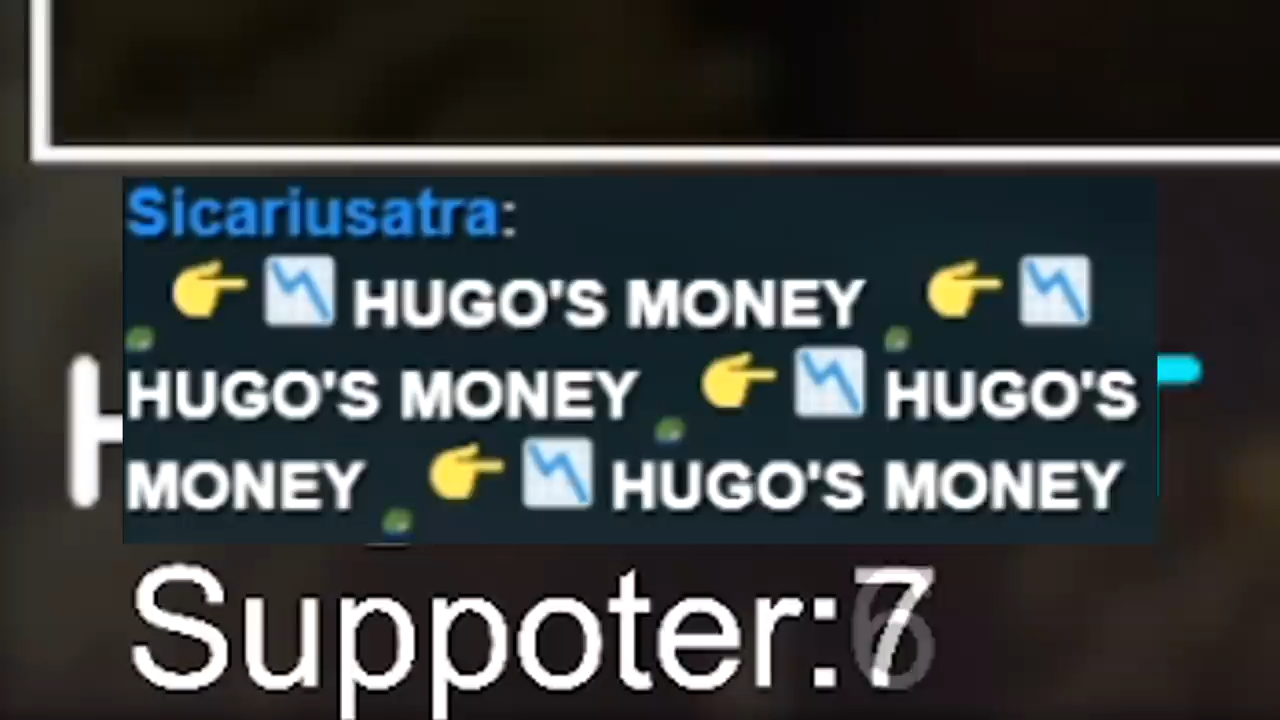 Sicariusatra:
👉 📉 HUGO'S MONEY 👉 📉
HUGO'S MONEY 👉 📉 HUGO'S
MONEY 👉 📉 HUGO'S MONEY
Suppoter:7